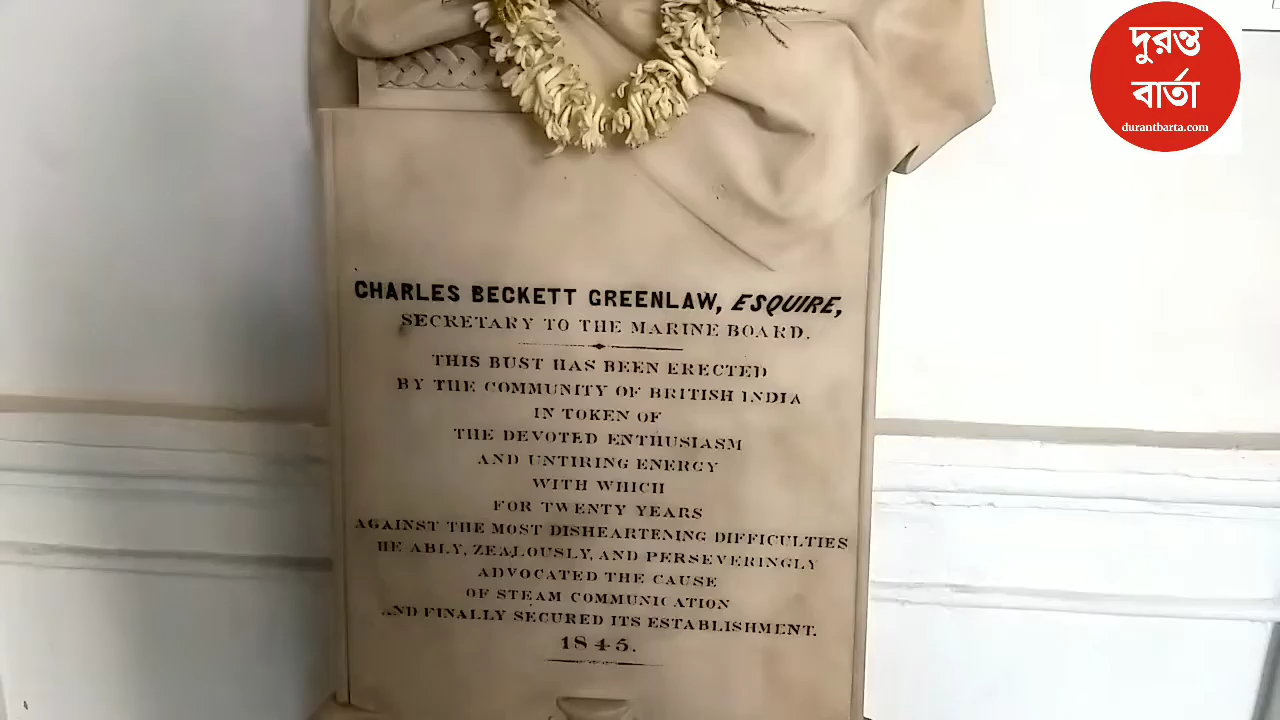 দুরন্ত
বার্তা
durantbarta.com
CHARLES BECKETT GREENLAW, ESQUIRE,
SECRETARY TO THE MARINE BOARD.
THIS BUST HAS BEEN ERECTED
BY THE COMMUNITY OF BRITISH INDIA
IN TOKEN OF
THE DEVOTED ENTHUSIASM
AND UNTIRING ENERGY
WITH WHICH
FOR TWENTY YEARS
AGAINST THE MOST DISHEARTENING DIFFICULTIES
HE ABLY, ZEALOUSLY, AND PERSEVERINGLY
ADVOCATED THE CAUSE
OF STEAM COMMUNICATION
AND FINALLY SECURED ITS ESTABLISHMENT.
1845.